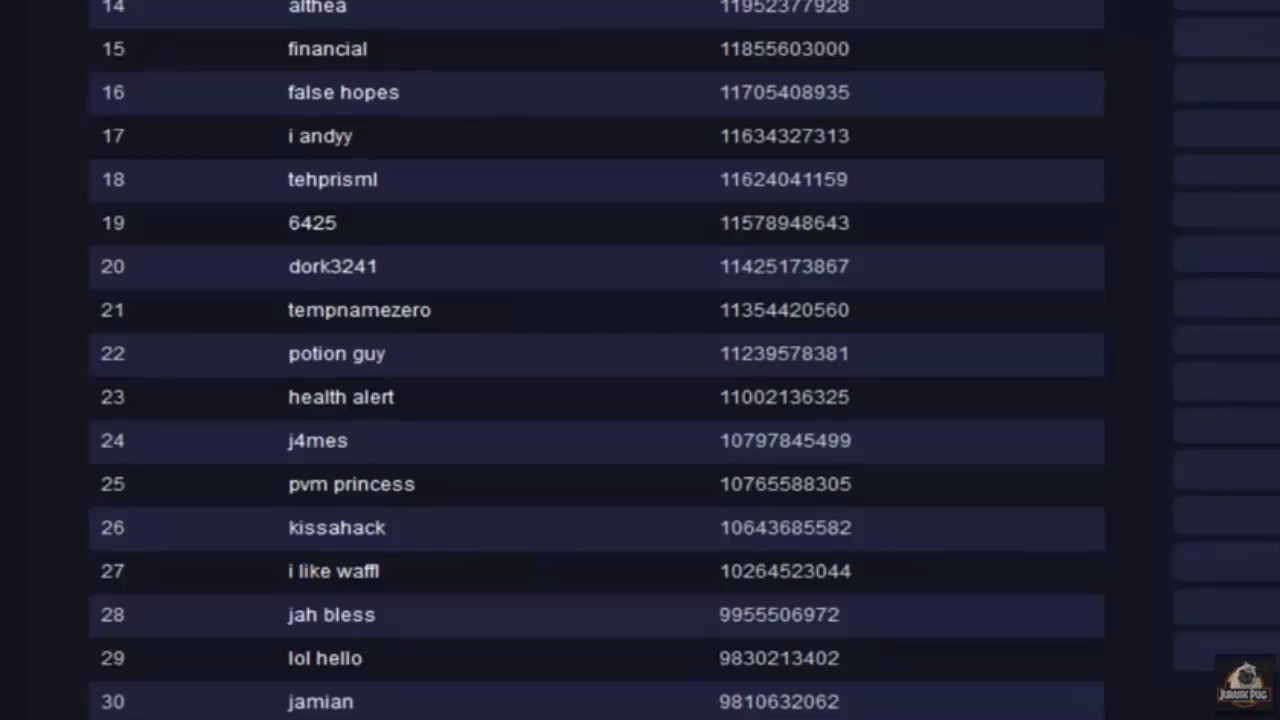 14 althea 11952377928
15 financial 11855603000
16 false hopes 11705408935
17 i andyy 11634327313
18 tehprisml 11624041159
19 6425 11578948643
20 dork3241 11425173867
21 tempnamezero 11354420560
22 potion guy 11239578381
23 health alert 11002136325
24 j4mes 10797845499
25 pvm princess 10765588305
26 kissahack 10643685582
27 i like waffl 10264523044
28 jah bless 9955506972
29 lol hello 9830213402
30 jamian 9810632062
JURASSIC PUG